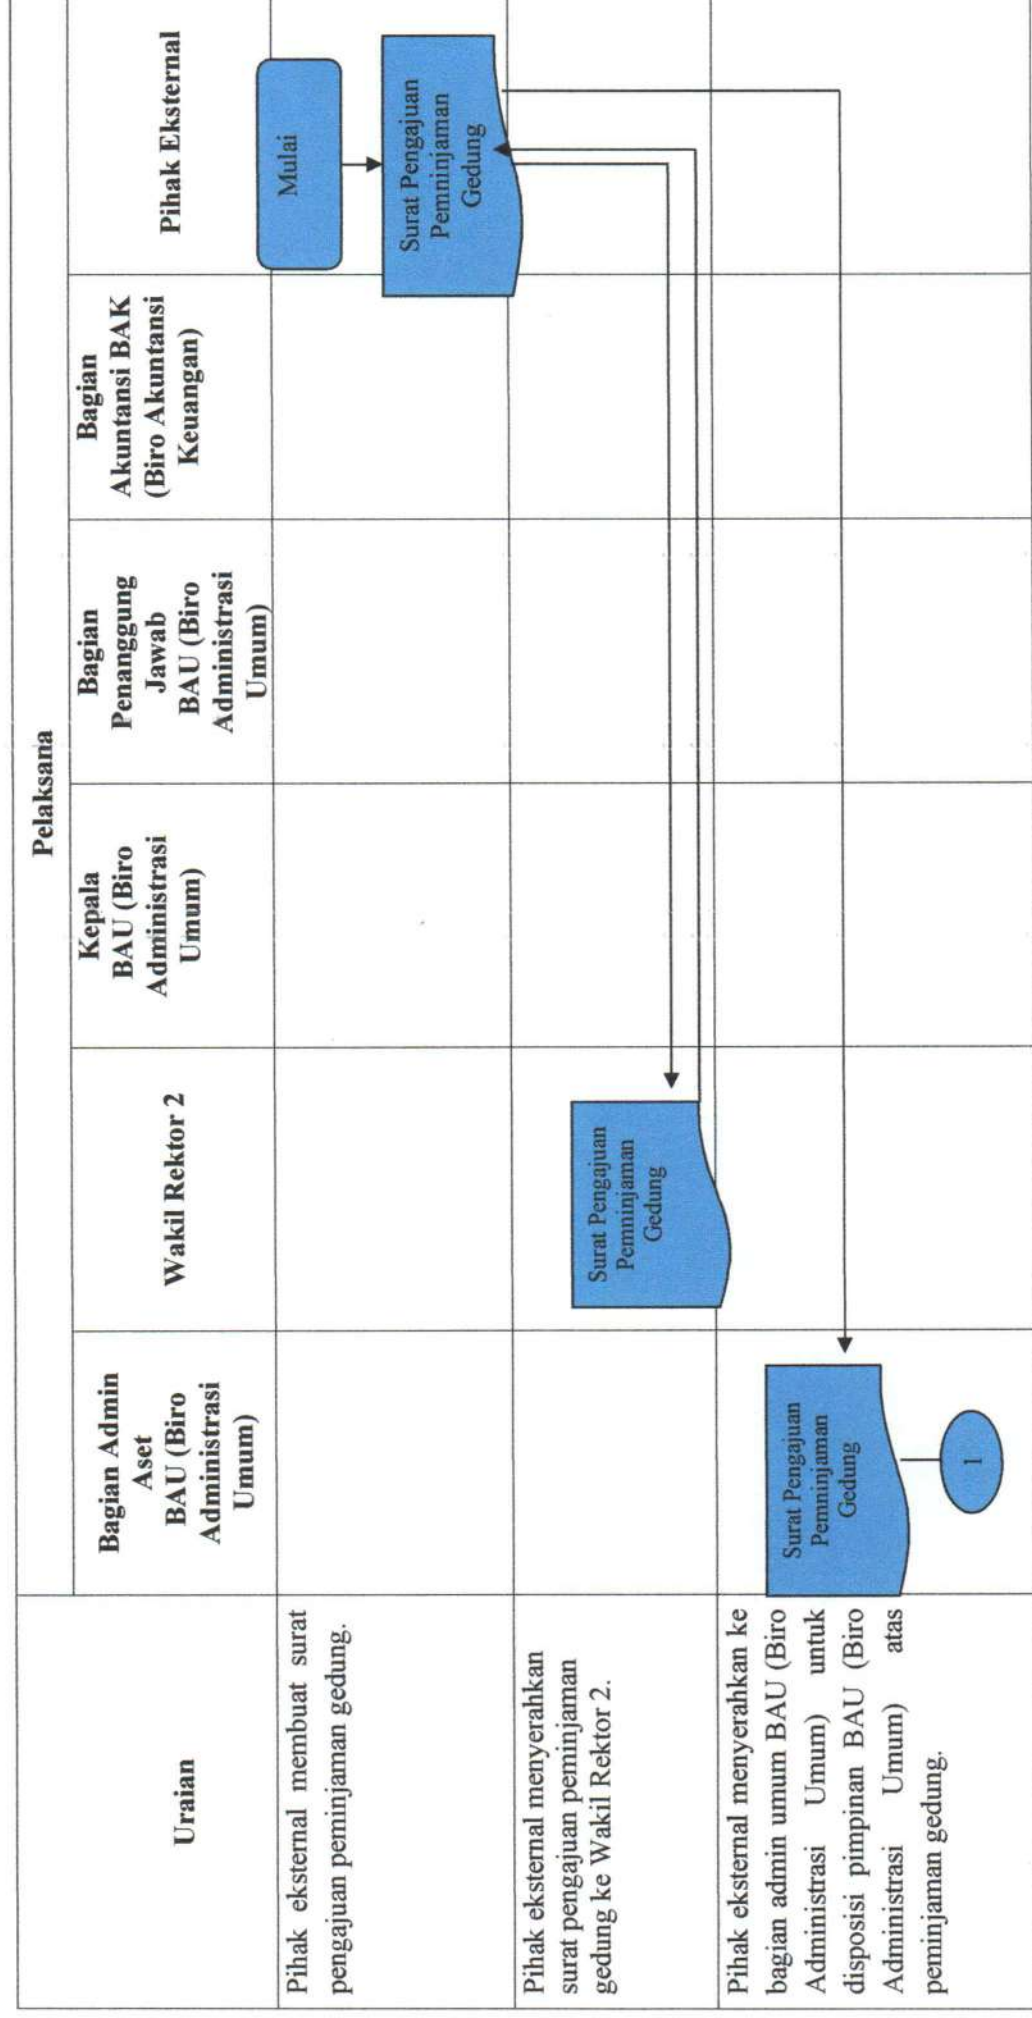 Pelaksana
Uraian
Bagian Admin
Aset
BAU (Biro
Administrasi
Umum)
Wakil Rektor 2
Kepala
BAU (Biro
Administrasi
Umum)
Bagian
Penanggung
Jawab
BAU (Biro
Administrasi
Umum)
Bagian
Akuntansi BAK
(Biro Akuntansi
Keuangan)
Pihak Eksternal
Pihak eksternal membuat surat
pengajuan peminjaman gedung.
Mulai
Surat Pengajuan
Pemninjaman
Gedung
Pihak eksternal menyerahkan
surat pengajuan peminjaman
gedung ke Wakil Rektor 2.
Surat Pengajuan
Pemninjaman
Gedung
Pihak eksternal menyerahkan ke
bagian admin umum BAU (Biro
Administrasi Umum) untuk
disposisi pimpinan BAU (Biro
Administrasi Umum) atas
peminjaman gedung.
Surat Pengajuan
Pemninjaman
Gedung
1